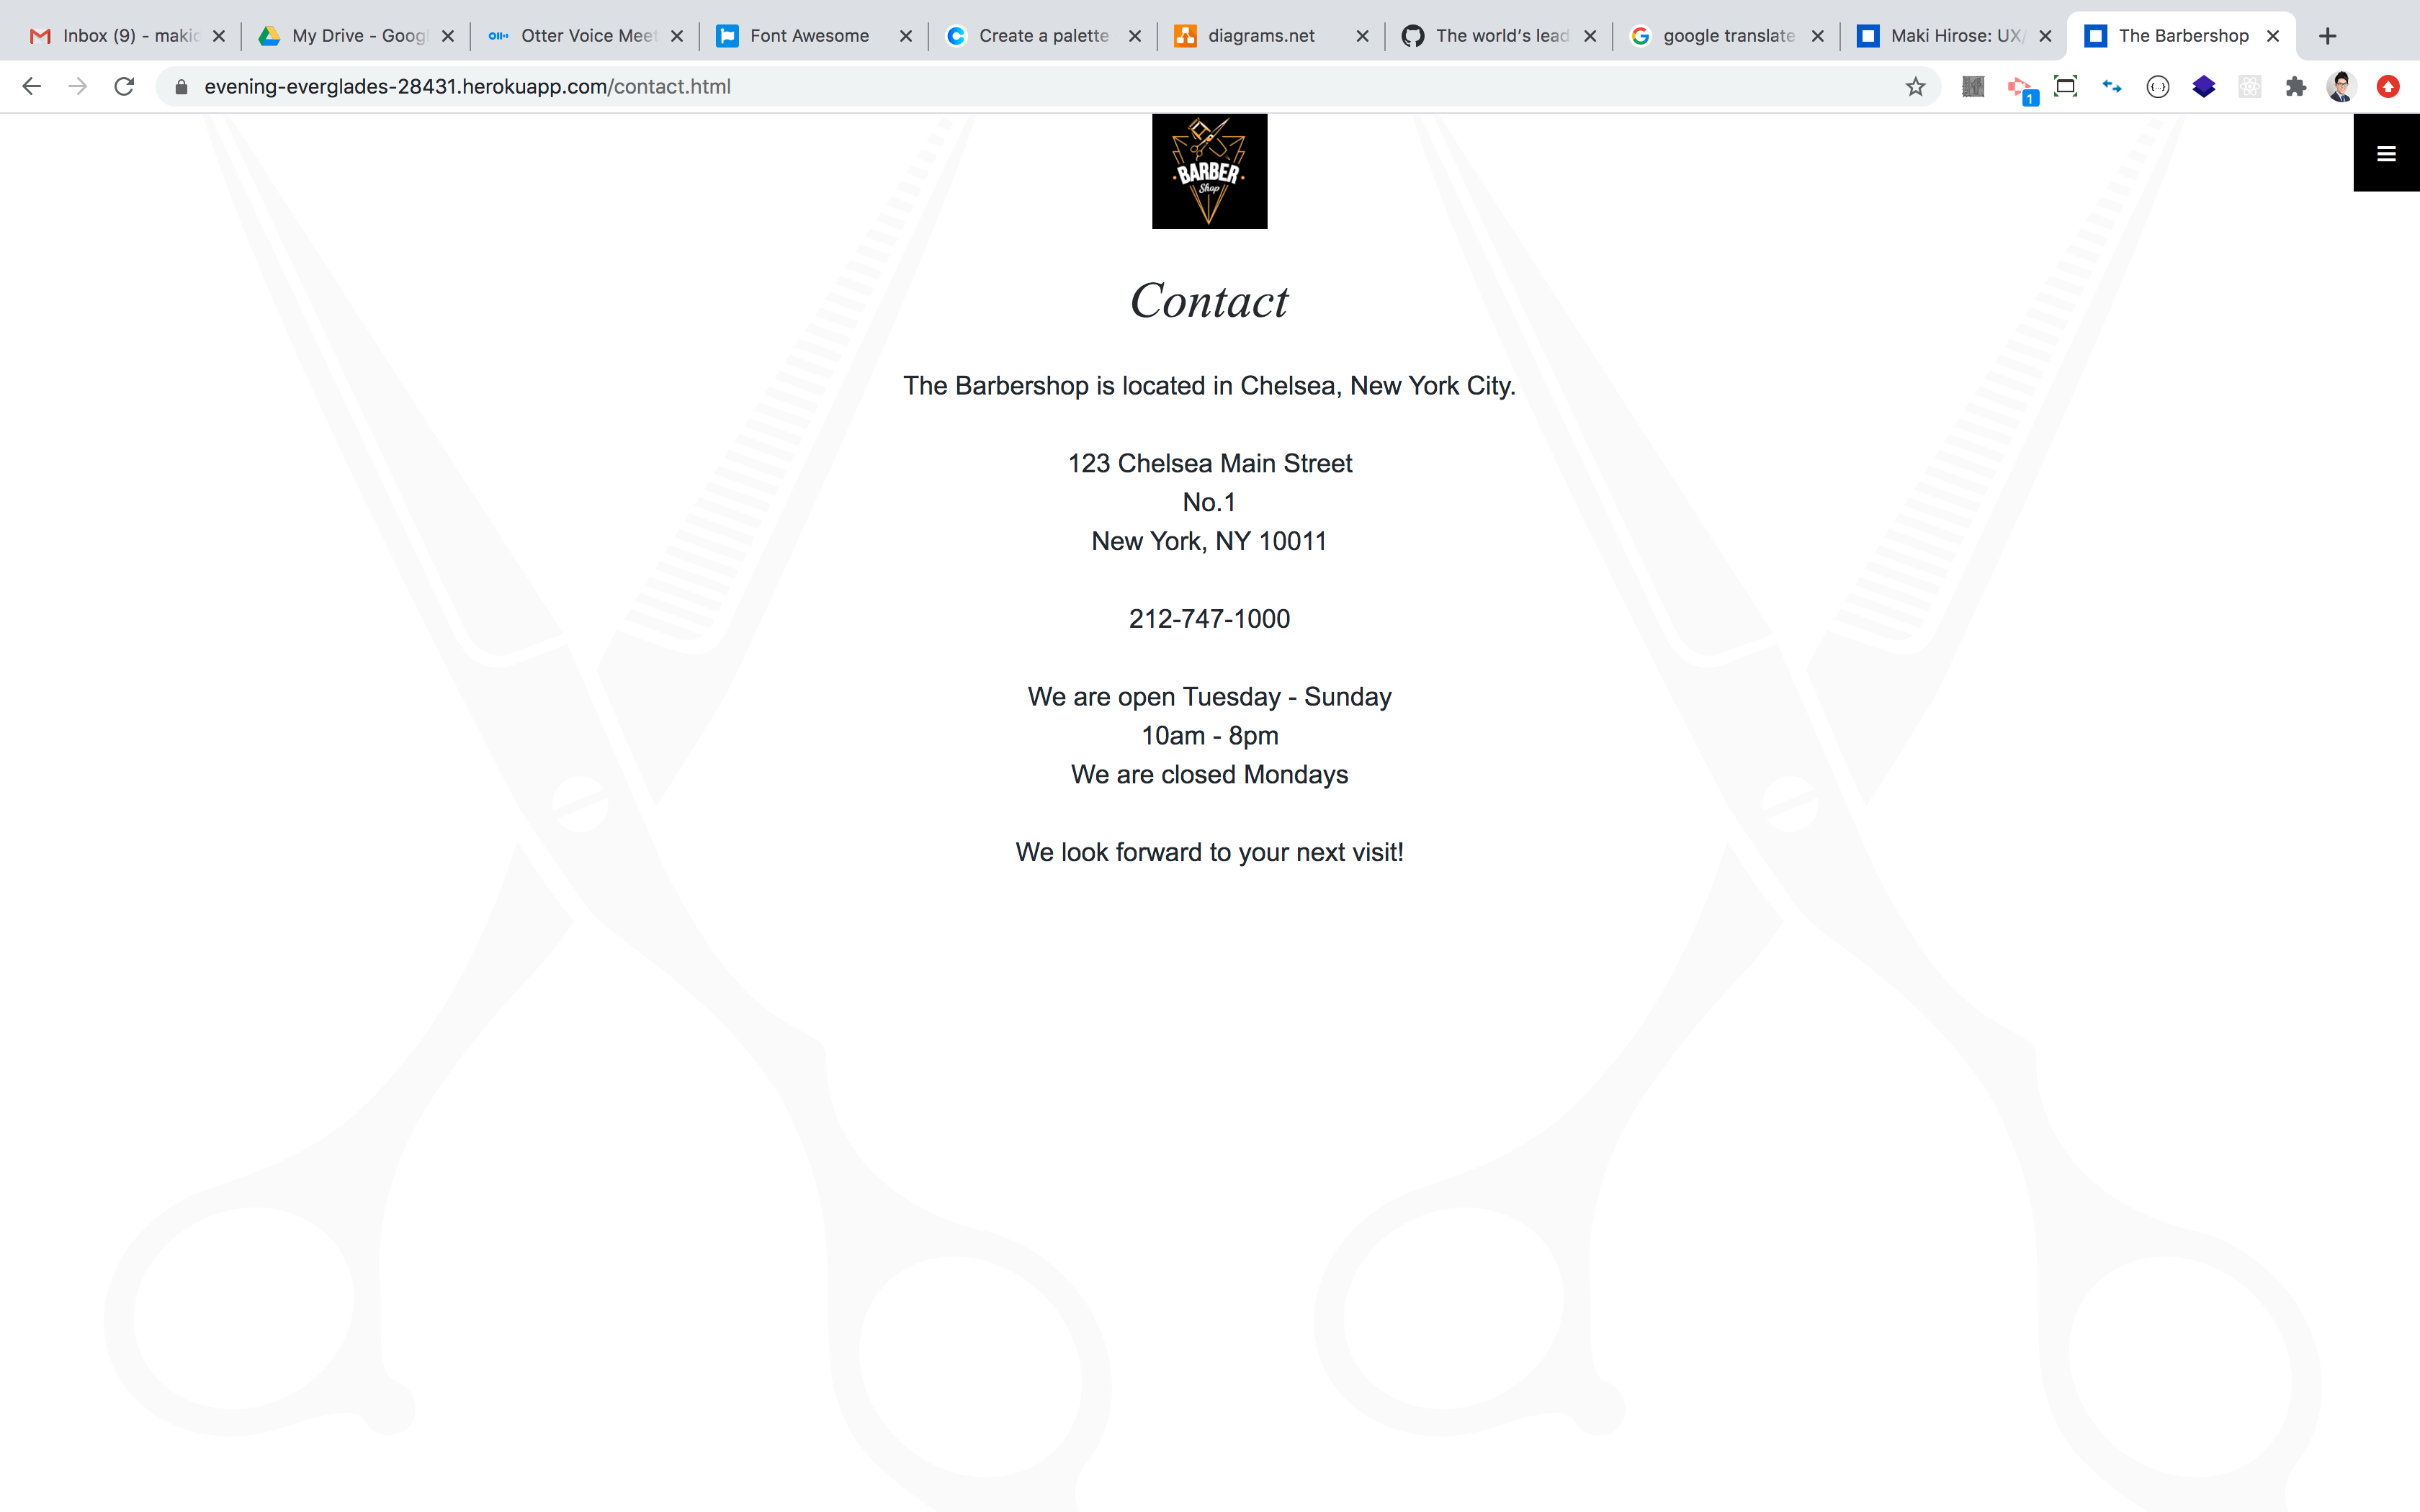 Inbox (9) - makic
My Drive - Googl
Otter Voice Meet
Font Awesome
Create a palette
diagrams.net
The world's lead
google translate
Maki Hirose: UX/
The Barbershop
evening-everglades-28431.herokuapp.com/contact.html
1
BARBER
Shop
Contact
The Barbershop is located in Chelsea, New York City.
123 Chelsea Main Street
No.1
New York, NY 10011
212-747-1000
We are open Tuesday - Sunday
10am - 8pm
We are closed Mondays
We look forward to your next visit!